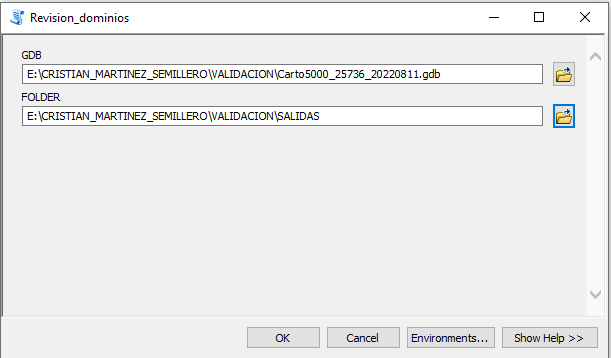 Revision_dominios
GDB
E:\CRISTIAN_MARTINEZ_SEMILLERO\VALIDACION\Carto5000_25736_20220811.gdb
FOLDER
E:\CRISTIAN_MARTINEZ_SEMILLERO\VALIDACION\SALIDAS
OK Cancel Environments... Show Help >>